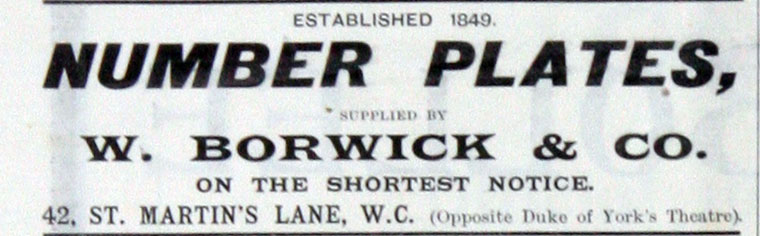 ESTABLISHED 1849.
NUMBER PLATES,
SUPPLIED BY
W. BORWICK & CO.
ON THE SHORTEST NOTICE.
42, ST. MARTIN'S LANE, W.C. (Opposite Duke of York's Theatre).